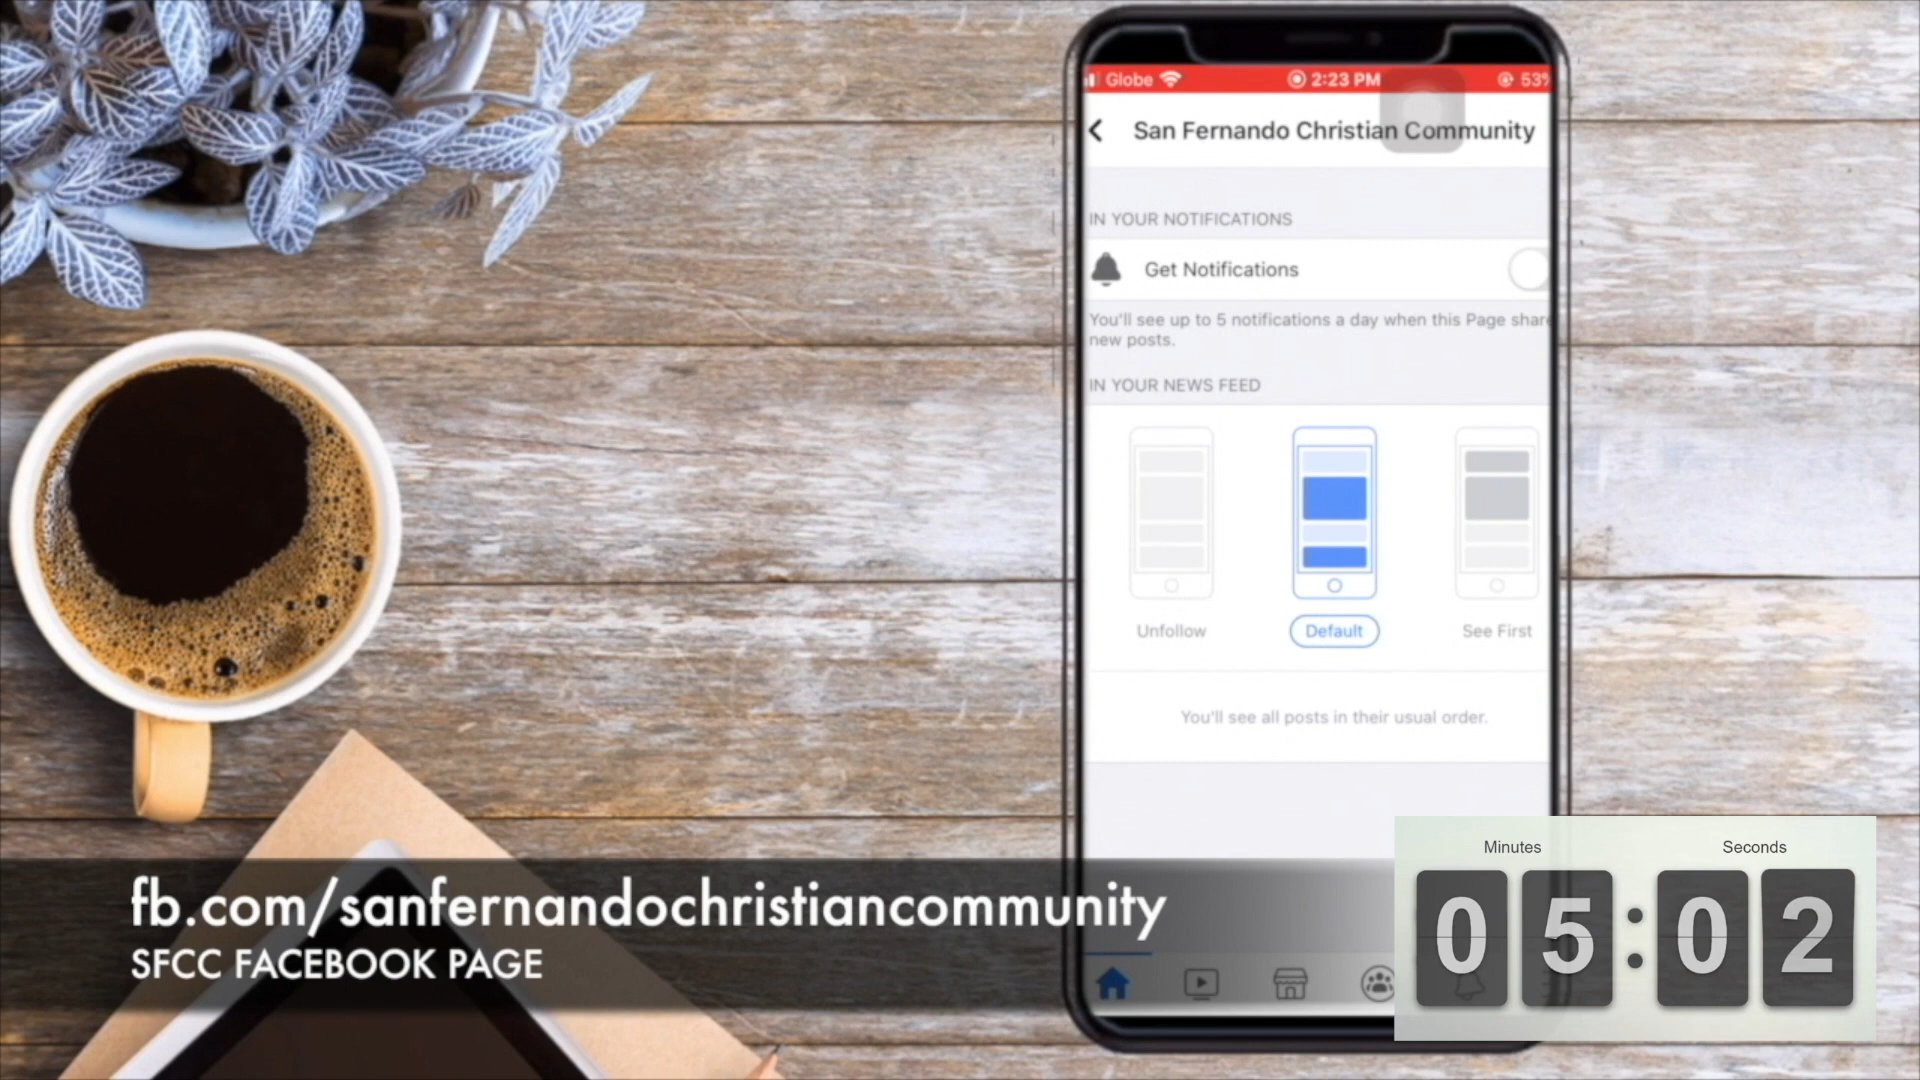 Globe
2:23 PM
53%
San Fernando Christian Community
IN YOUR NOTIFICATIONS
Get Notifications
You'll see up to 5 notifications a day when this Page share
new posts.
IN YOUR NEWS FEED
Unfollow
Default
See First
You'll see all posts in their usual order.
Minutes
Seconds
05:02
fb.com/sanfernandochristiancommunity
SFCC FACEBOOK PAGE